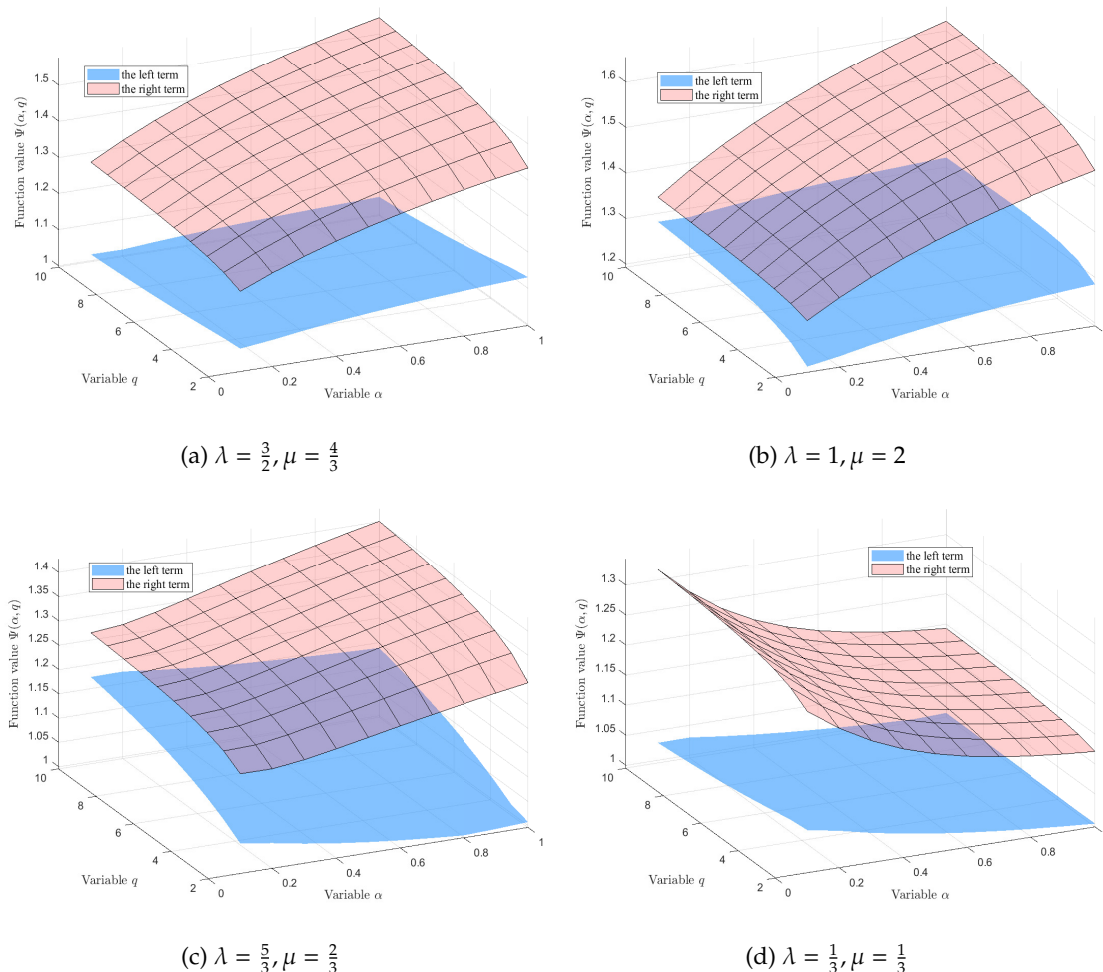 the left term
the right term
Function value Ψ(α, q)
1.5
1.4
1.3
1.2
1.1
1
10
8
6
4
2
0
0.2
0.4
0.6
0.8
1
Variable q
Variable α
(a) λ = 3/2, μ = 4/3
the left term
the right term
Function value Ψ(α, q)
1.6
1.5
1.4
1.3
1.2
10
8
6
4
2
0
0.2
0.4
0.6
0.8
Variable q
Variable α
(b) λ = 1, μ = 2
the left term
the right term
Function value Ψ(α, q)
1.4
1.35
1.3
1.25
1.2
1.15
1.1
1.05
1
10
8
6
4
2
0
0.2
0.4
0.6
0.8
1
Variable q
Variable α
(c) λ = 5/3, μ = 2/3
the left term
the right term
Function value Ψ(α, q)
1.3
1.25
1.2
1.15
1.1
1.05
1
10
8
6
4
2
0
0.2
0.4
0.6
0.8
Variable q
Variable α
(d) λ = 1/3, μ = 1/3